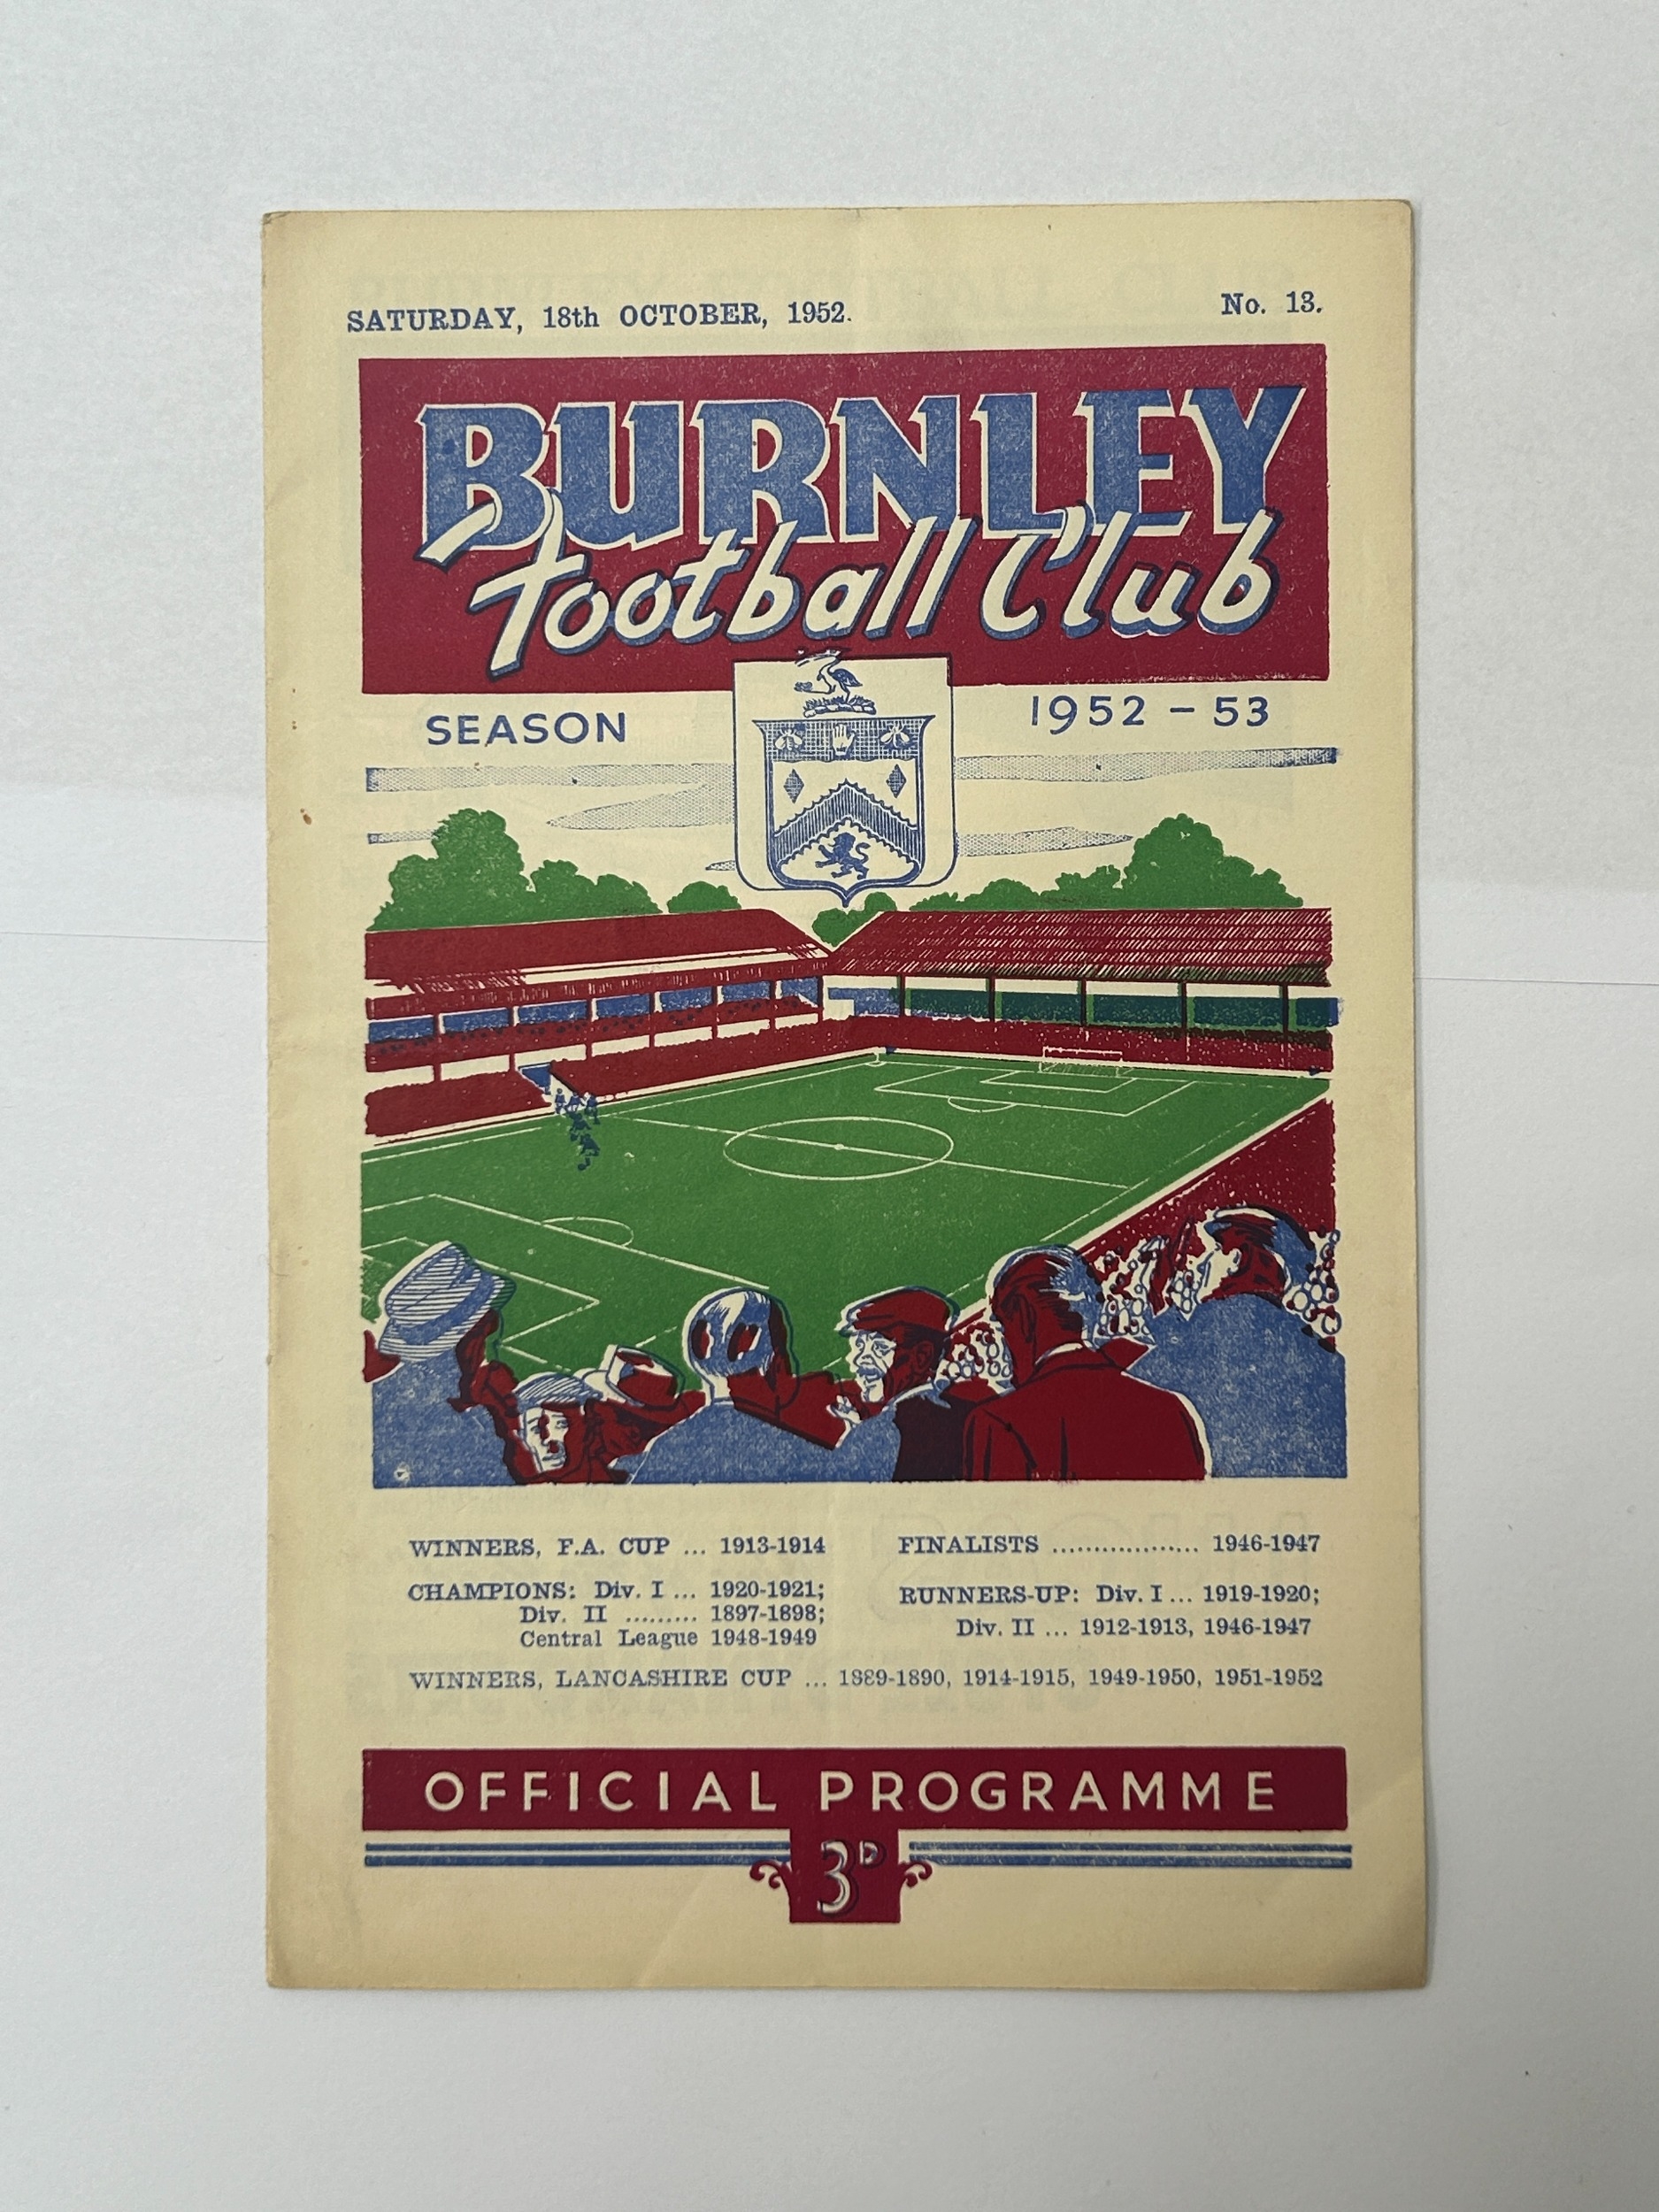 SATURDAY, 18th OCTOBER, 1952. No. 13.
BURNLEY
Football Club
SEASON 1952 - 53
WINNERS, F.A. CUP ... 1913-1914 FINALISTS .................. 1946-1947
CHAMPIONS: Div. I ... 1920-1921; RUNNERS-UP: Div. I ... 1919-1920;
Div. II ......... 1897-1898; Div. II ... 1912-1913, 1946-1947
Central League 1948-1949
WINNERS, LANCASHIRE CUP ... 1889-1890, 1914-1915, 1949-1950, 1951-1952
OFFICIAL PROGRAMME
3D